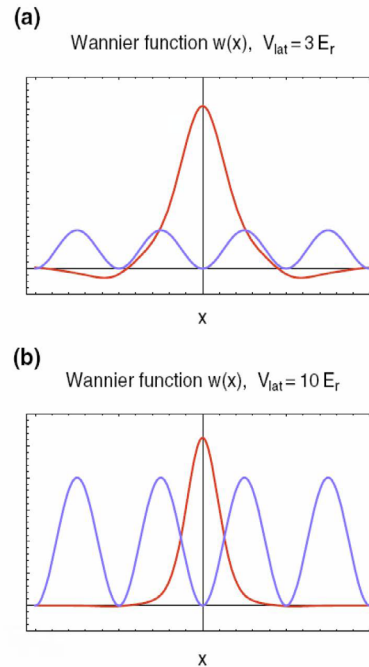 (a)
Wannier function w(x), V_lat = 3 E_r
x
(b)
Wannier function w(x), V_lat = 10 E_r
x